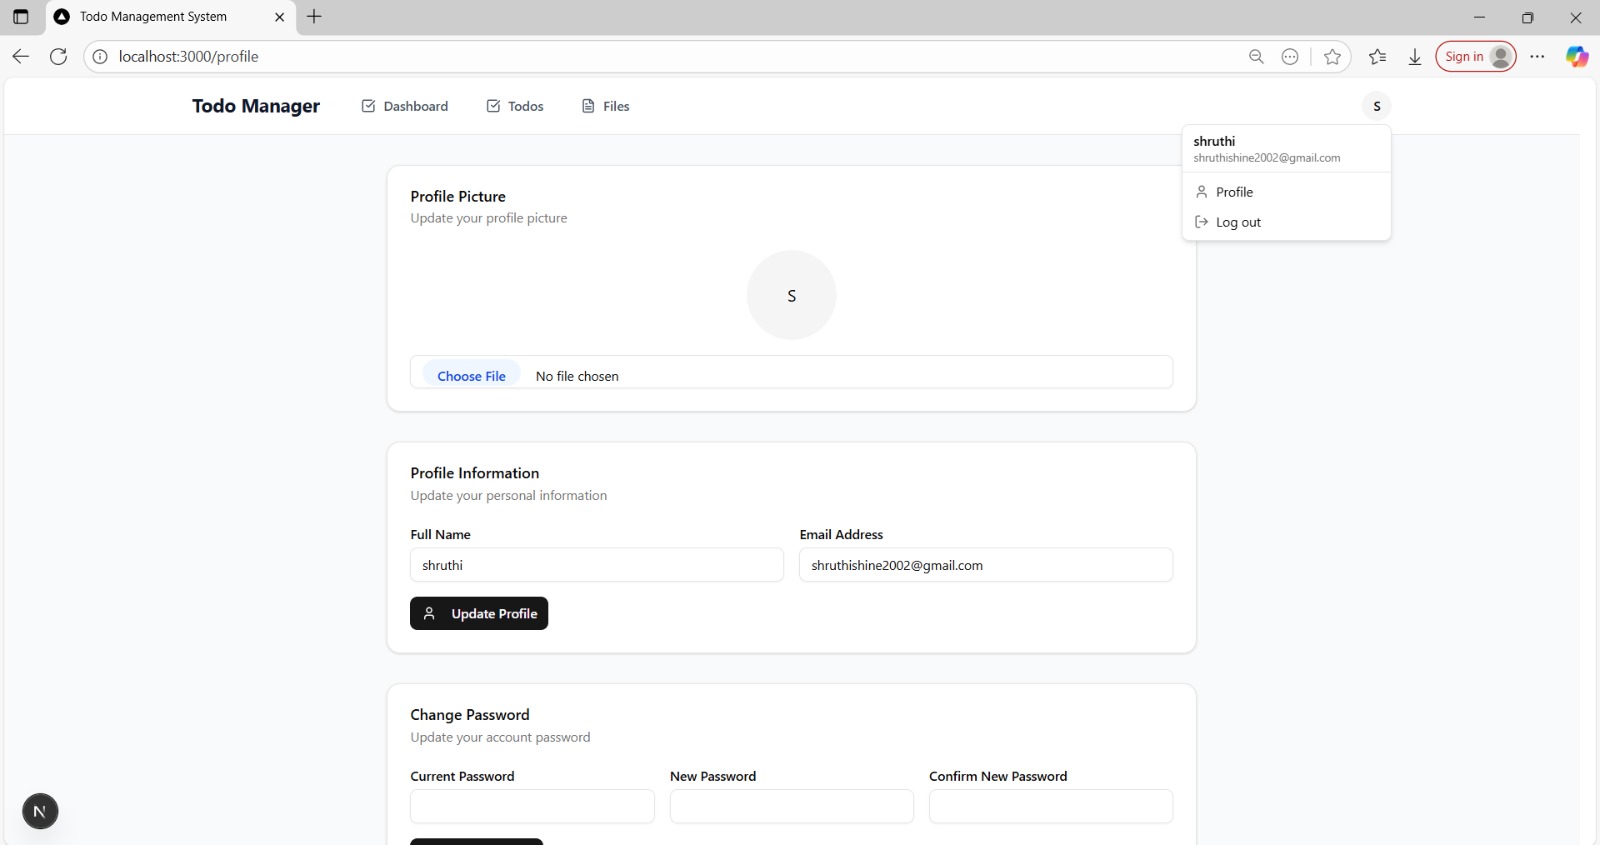 Todo Management System
localhost:3000/profile
Sign in
Todo Manager
Dashboard
Todos
Files
S
shruthi
shruthishine2002@gmail.com
Profile
Log out
Profile Picture
Update your profile picture
S
Choose File No file chosen
Profile Information
Update your personal information
Full Name Email Address
shruthi shruthishine2002@gmail.com
Update Profile
Change Password
Update your account password
Current Password New Password Confirm New Password
N